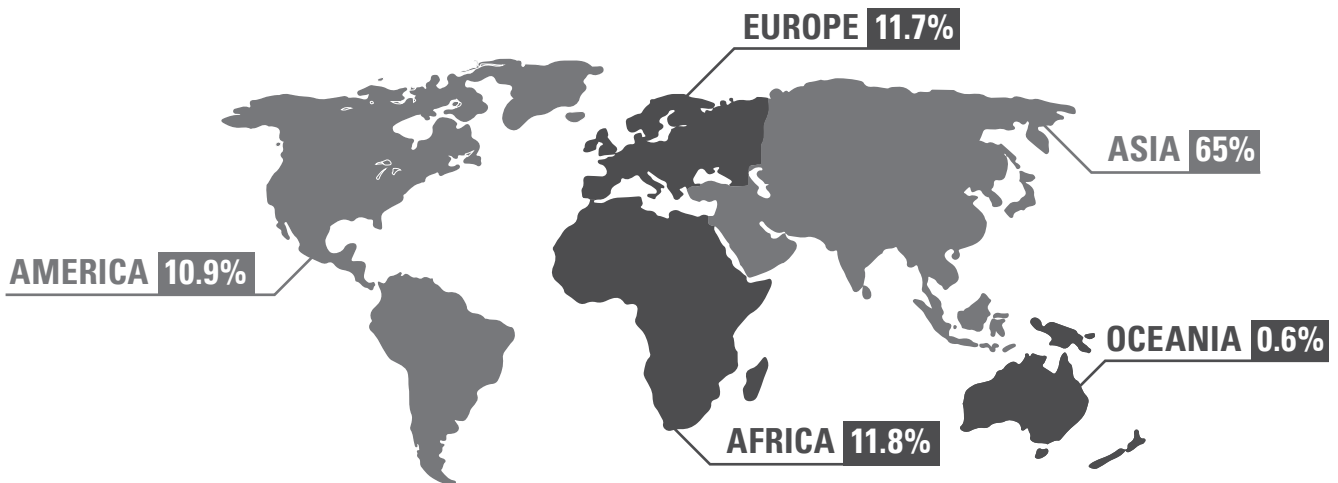 EUROPE 11.7%
ASIA 65%
AMERICA 10.9%
OCEANIA 0.6%
AFRICA 11.8%